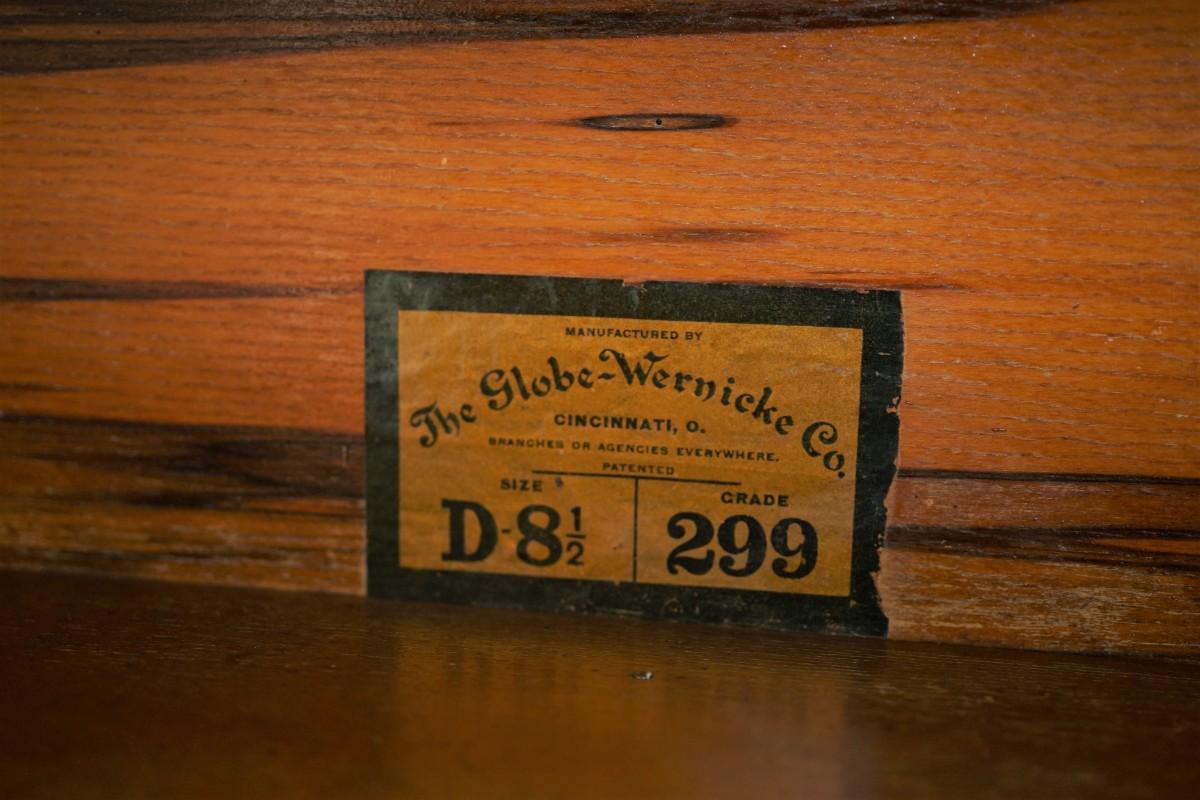 MANUFACTURED BY
The Globe-Wernicke Co.
CINCINNATI, O.
BRANCHES OR AGENCIES EVERYWHERE.
PATENTED
SIZE GRADE
D-8½ 299